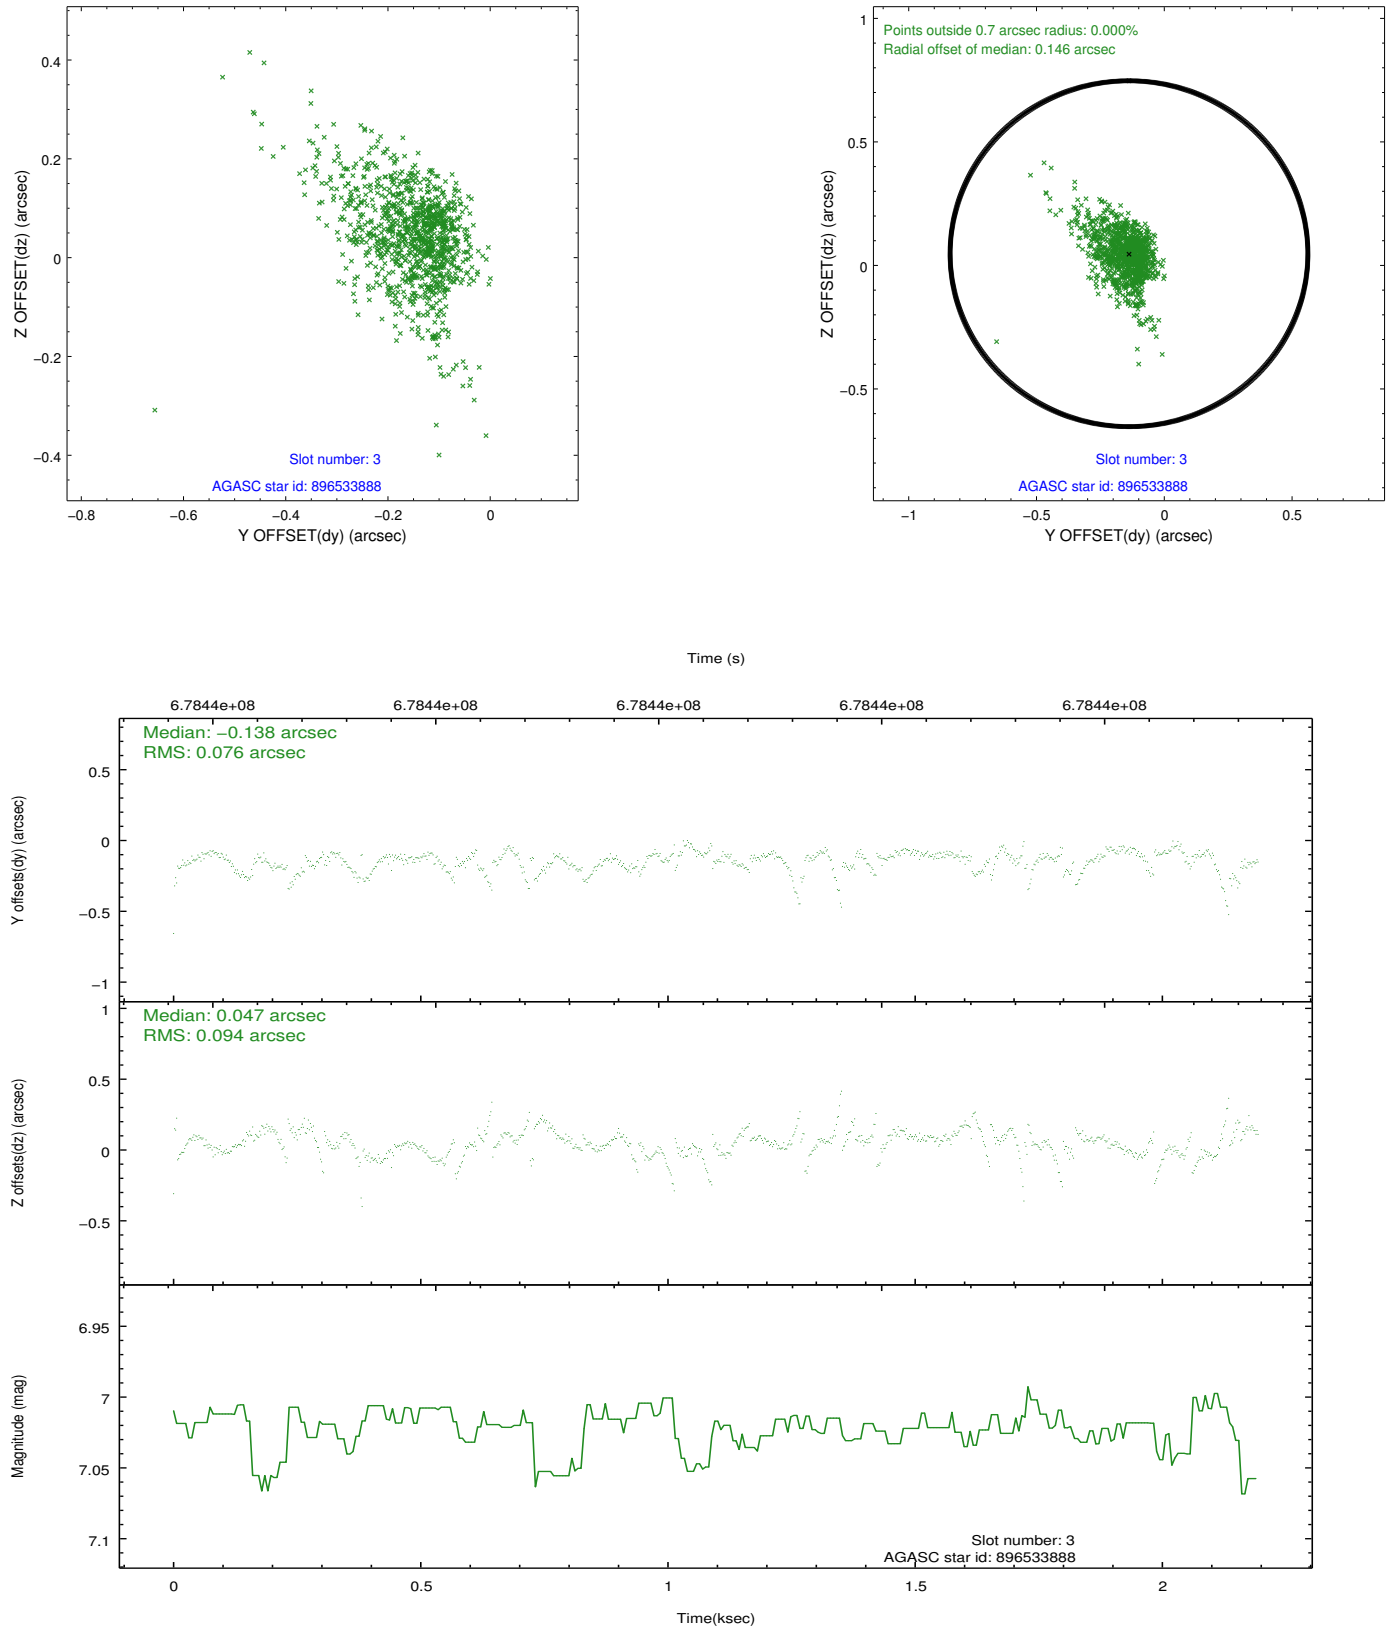 0.4
0.2
0
−0.2
−0.4
Z OFFSET(dz) (arcsec)
Slot number: 3
AGASC star id: 896533888
−0.8 −0.6 −0.4 −0.2 0
Y OFFSET(dy) (arcsec)
Points outside 0.7 arcsec radius: 0.000%
Radial offset of median: 0.146 arcsec
1
0.5
0
−0.5
Z OFFSET(dz) (arcsec)
Slot number: 3
AGASC star id: 896533888
−1 −0.5 0 0.5
Y OFFSET(dy) (arcsec)
Time (s)
6.7844e+08 6.7844e+08 6.7844e+08 6.7844e+08 6.7844e+08
Median: −0.138 arcsec
RMS: 0.076 arcsec
0.5
0
−0.5
−1
Y offsets(dy) (arcsec)
Median: 0.047 arcsec
RMS: 0.094 arcsec
1
0.5
0
−0.5
Z offsets(dz) (arcsec)
6.95
7
7.05
7.1
Magnitude (mag)
Slot number: 3
AGASC star id: 896533888
0 0.5 1 1.5 2
Time(ksec)